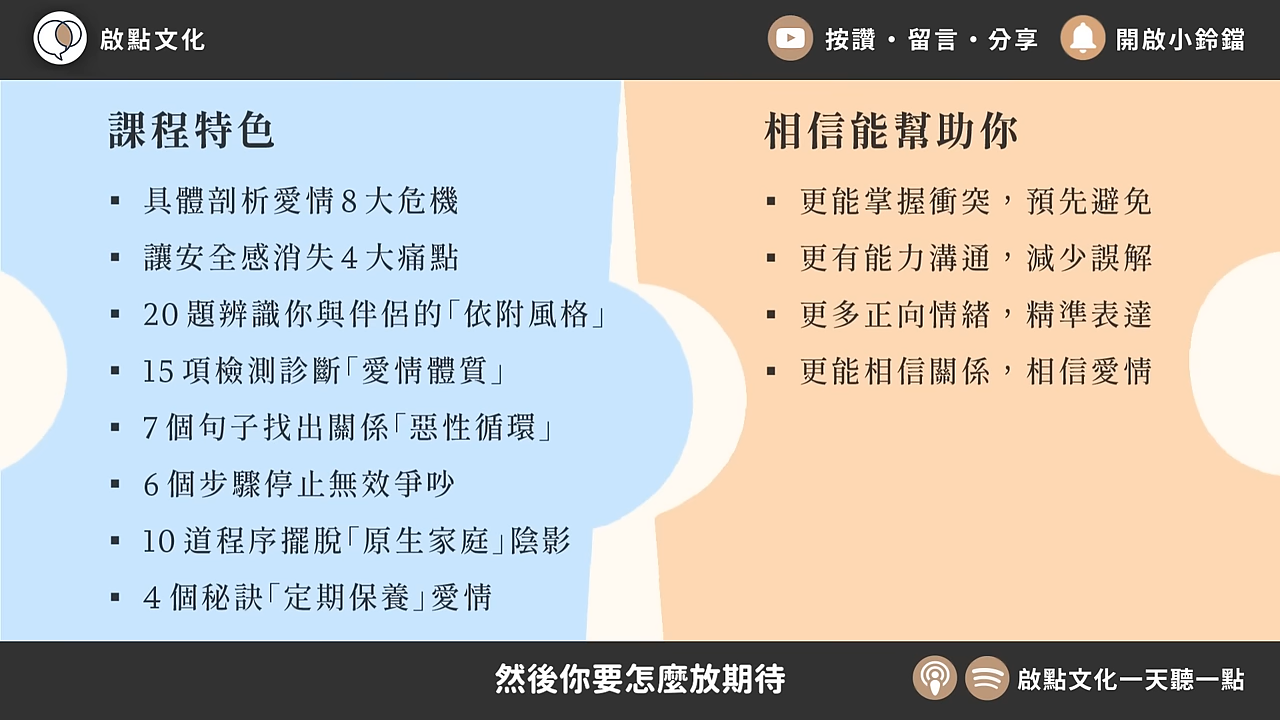 啟點文化
按讚・留言・分享
開啟小鈴鐺
課程特色
▪ 具體剖析愛情8大危機
▪ 讓安全感消失4大痛點
▪ 20題辨識你與伴侶的「依附風格」
▪ 15項檢測診斷「愛情體質」
▪ 7個句子找出關係「惡性循環」
▪ 6個步驟停止無效爭吵
▪ 10道程序擺脫「原生家庭」陰影
▪ 4個秘訣「定期保養」愛情
相信能幫助你
▪ 更能掌握衝突，預先避免
▪ 更有能力溝通，減少誤解
▪ 更多正向情緒，精準表達
▪ 更能相信關係，相信愛情
然後你要怎麼放期待
啟點文化一天聽一點